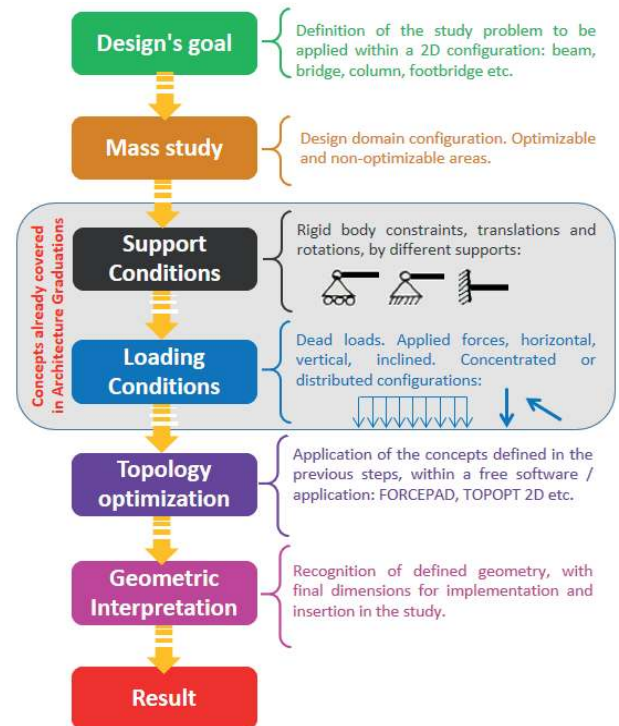 Design's goal
Definition of the study problem to be
applied within a 2D configuration: beam,
bridge, column, footbridge etc.
Mass study
Design domain configuration. Optimizable
and non-optimizable areas.
Concepts already covered
in Architecture Graduations
Support
Conditions
Rigid body constraints, translations and
rotations, by different supports:
Loading
Conditions
Dead loads. Applied forces, horizontal,
vertical, inclined. Concentrated or
distributed configurations:
Topology
optimization
Application of the concepts defined in the
previous steps, within a free software /
application: FORCEPAD, TOPOPT 2D etc.
Geometric
Interpretation
Recognition of defined geometry, with
final dimensions for implementation and
insertion in the study.
Result